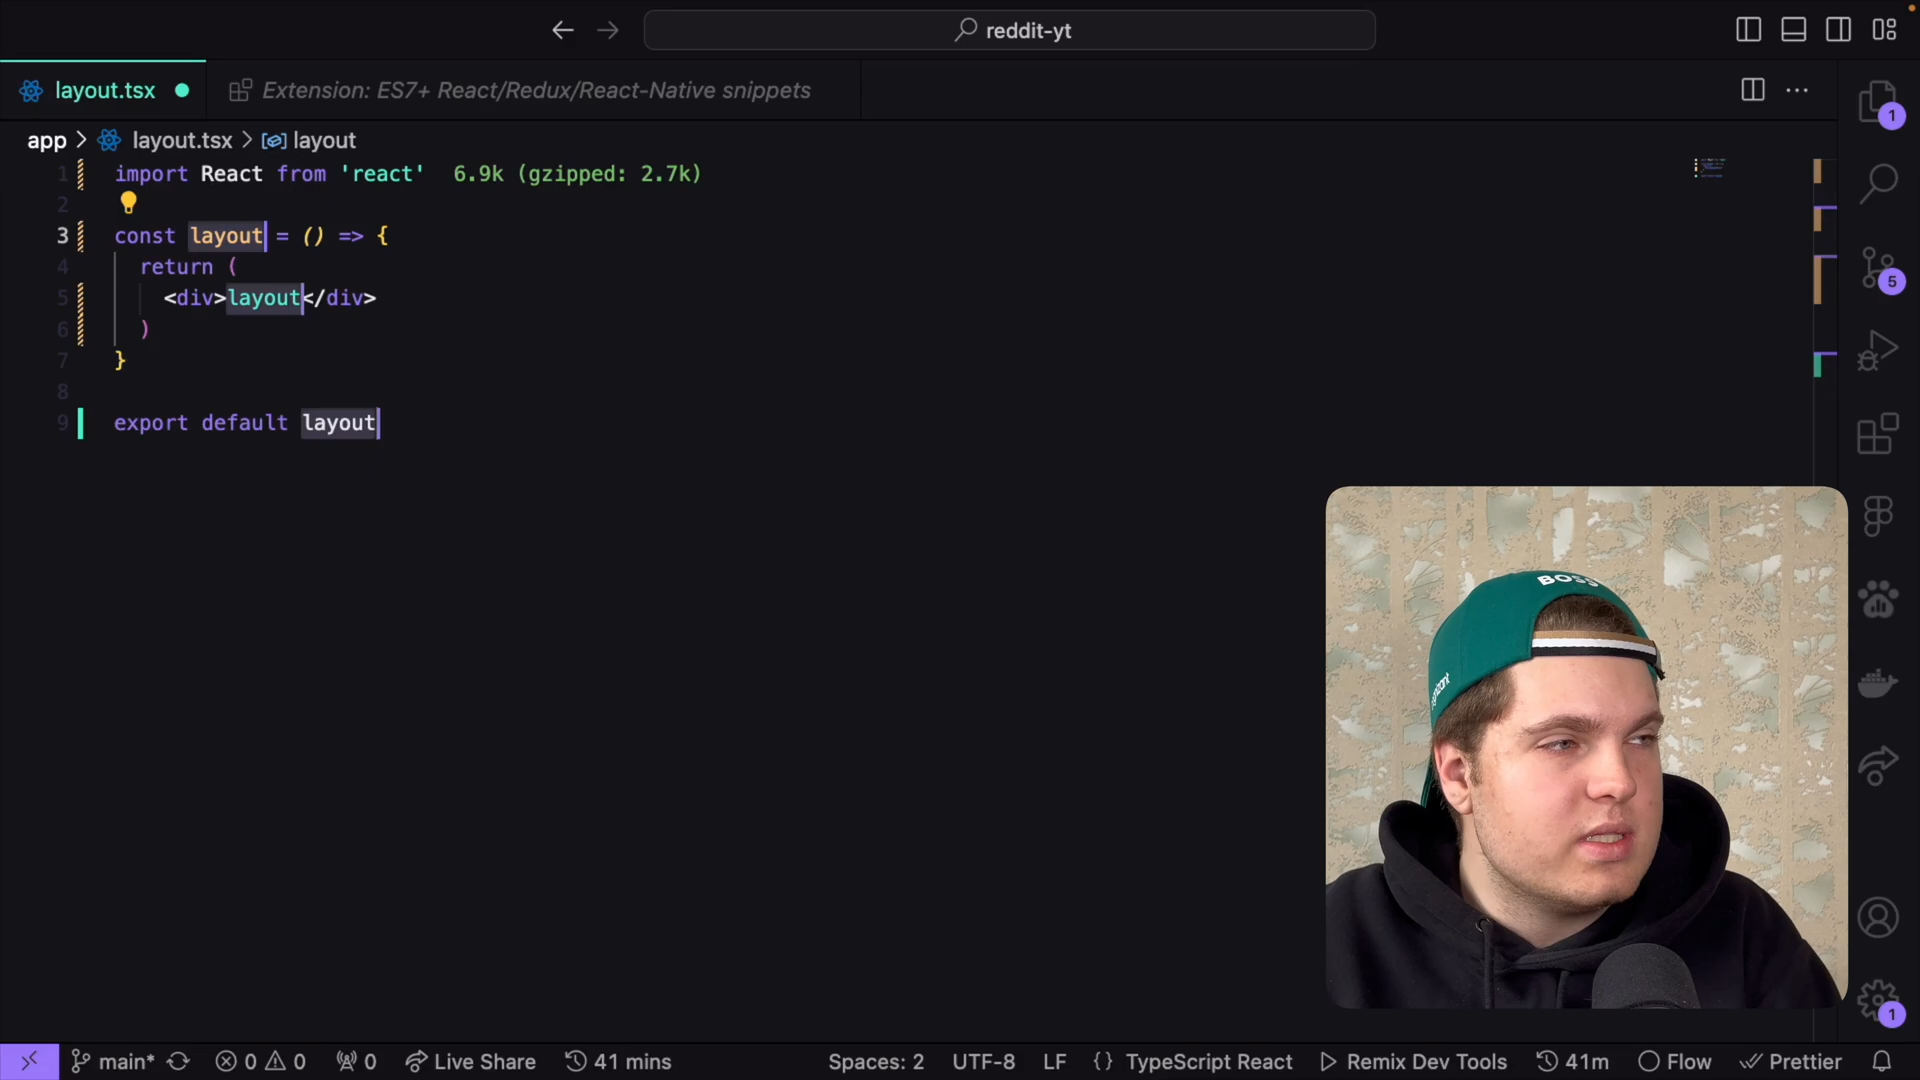 reddit-yt
layout.tsx
Extension: ES7+ React/Redux/React-Native snippets
app > layout.tsx > layout
1 import React from 'react' 6.9k (gzipped: 2.7k)
2
3 const layout = () => {
4 return (
5 <div>layout</div>
6 )
7 }
8
9 export default layout
1
5
BOSS
1
main* 0 0 0 Live Share 41 mins Spaces: 2 UTF-8 LF {} TypeScript React Remix Dev Tools 41m Flow Prettier